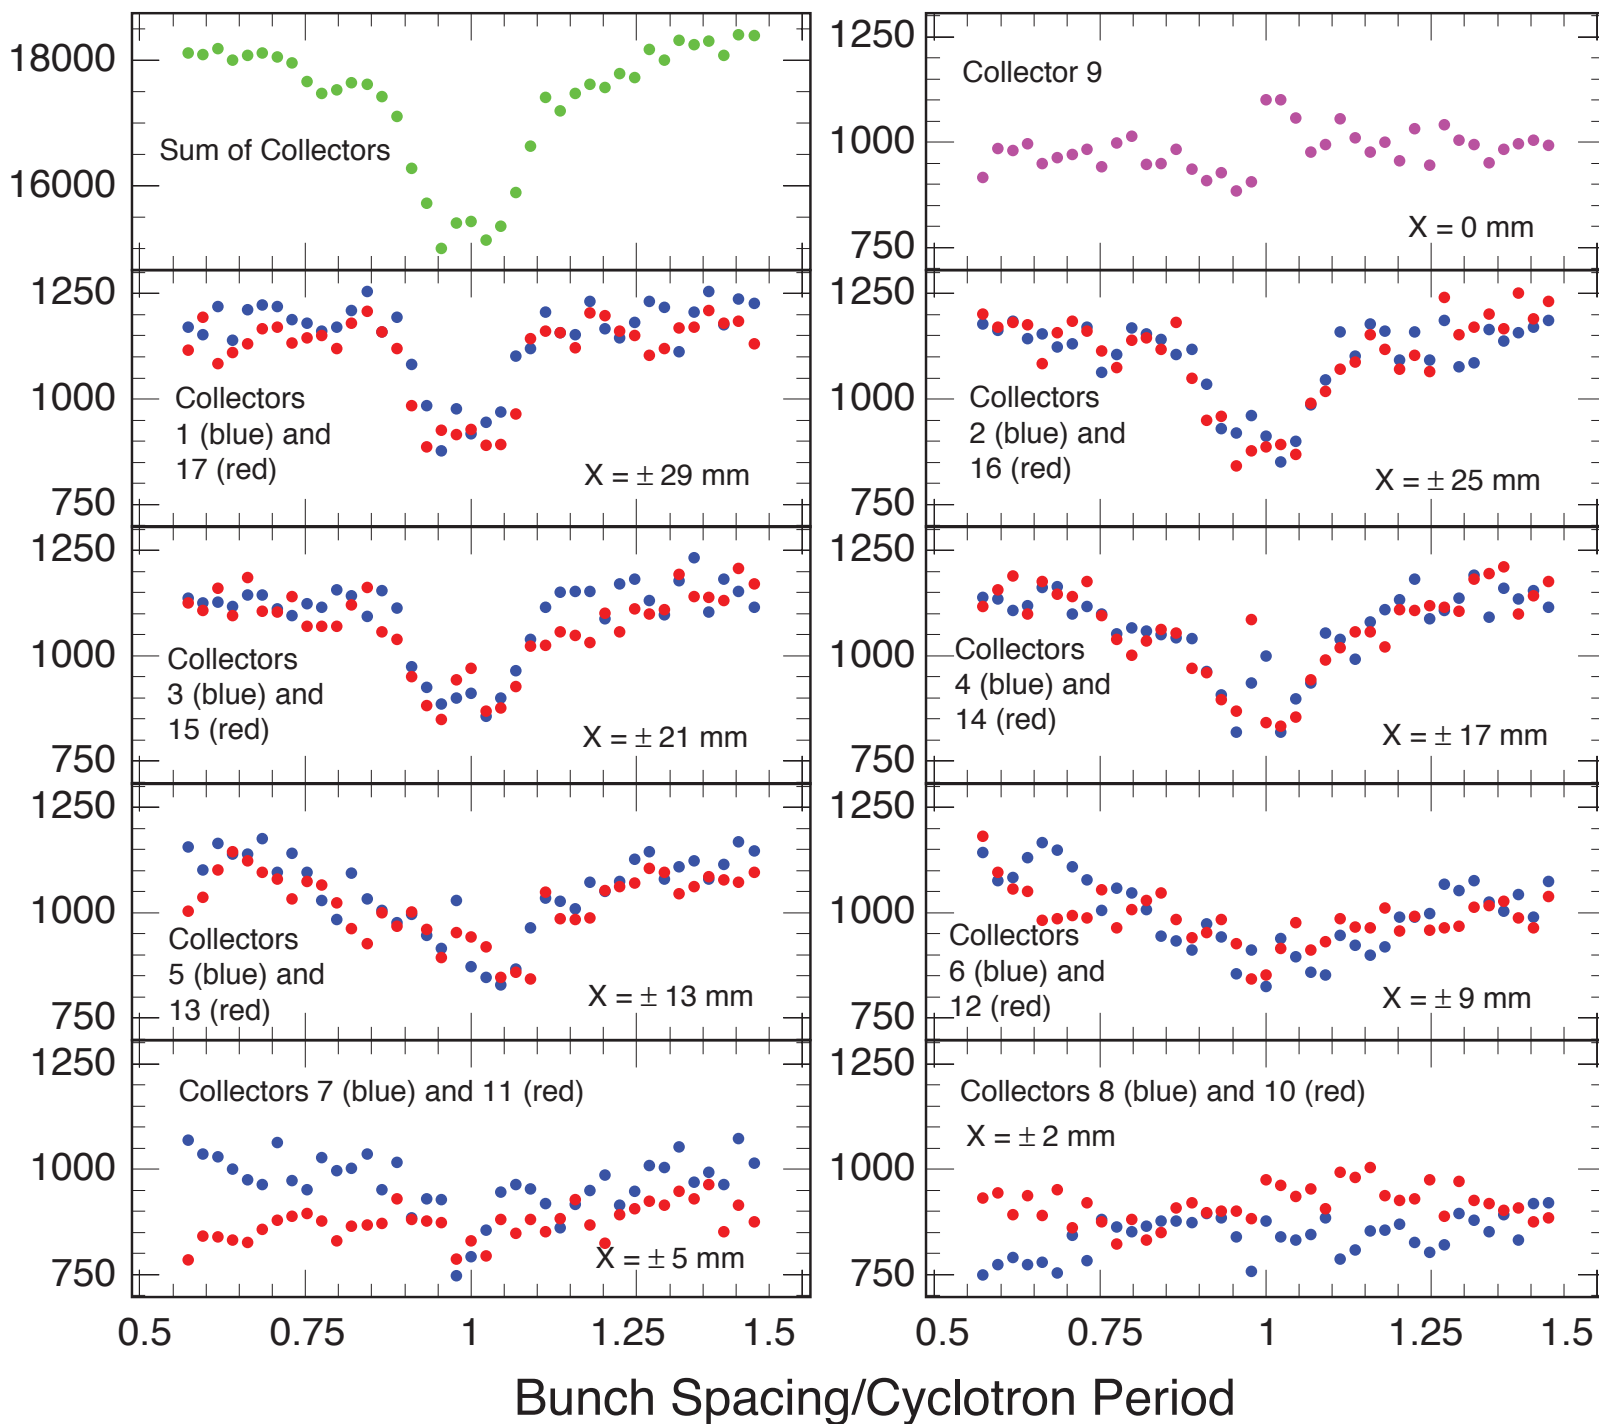 18000
16000
Sum of Collectors
1250
1000
750
Collector 9
X = 0 mm
1250
1000
750
Collectors
1 (blue) and
17 (red)
X = ± 29 mm
1250
1000
750
Collectors
2 (blue) and
16 (red)
X = ± 25 mm
1250
1000
750
Collectors
3 (blue) and
15 (red)
X = ± 21 mm
1250
1000
750
Collectors
4 (blue) and
14 (red)
X = ± 17 mm
1250
1000
750
Collectors
5 (blue) and
13 (red)
X = ± 13 mm
1250
1000
750
Collectors
6 (blue) and
12 (red)
X = ± 9 mm
1250
1000
750
Collectors 7 (blue) and 11 (red)
X = ± 5 mm
1250
1000
750
Collectors 8 (blue) and 10 (red)
X = ± 2 mm
0.5 0.75 1 1.25 1.5
0.5 0.75 1 1.25 1.5
Bunch Spacing/Cyclotron Period